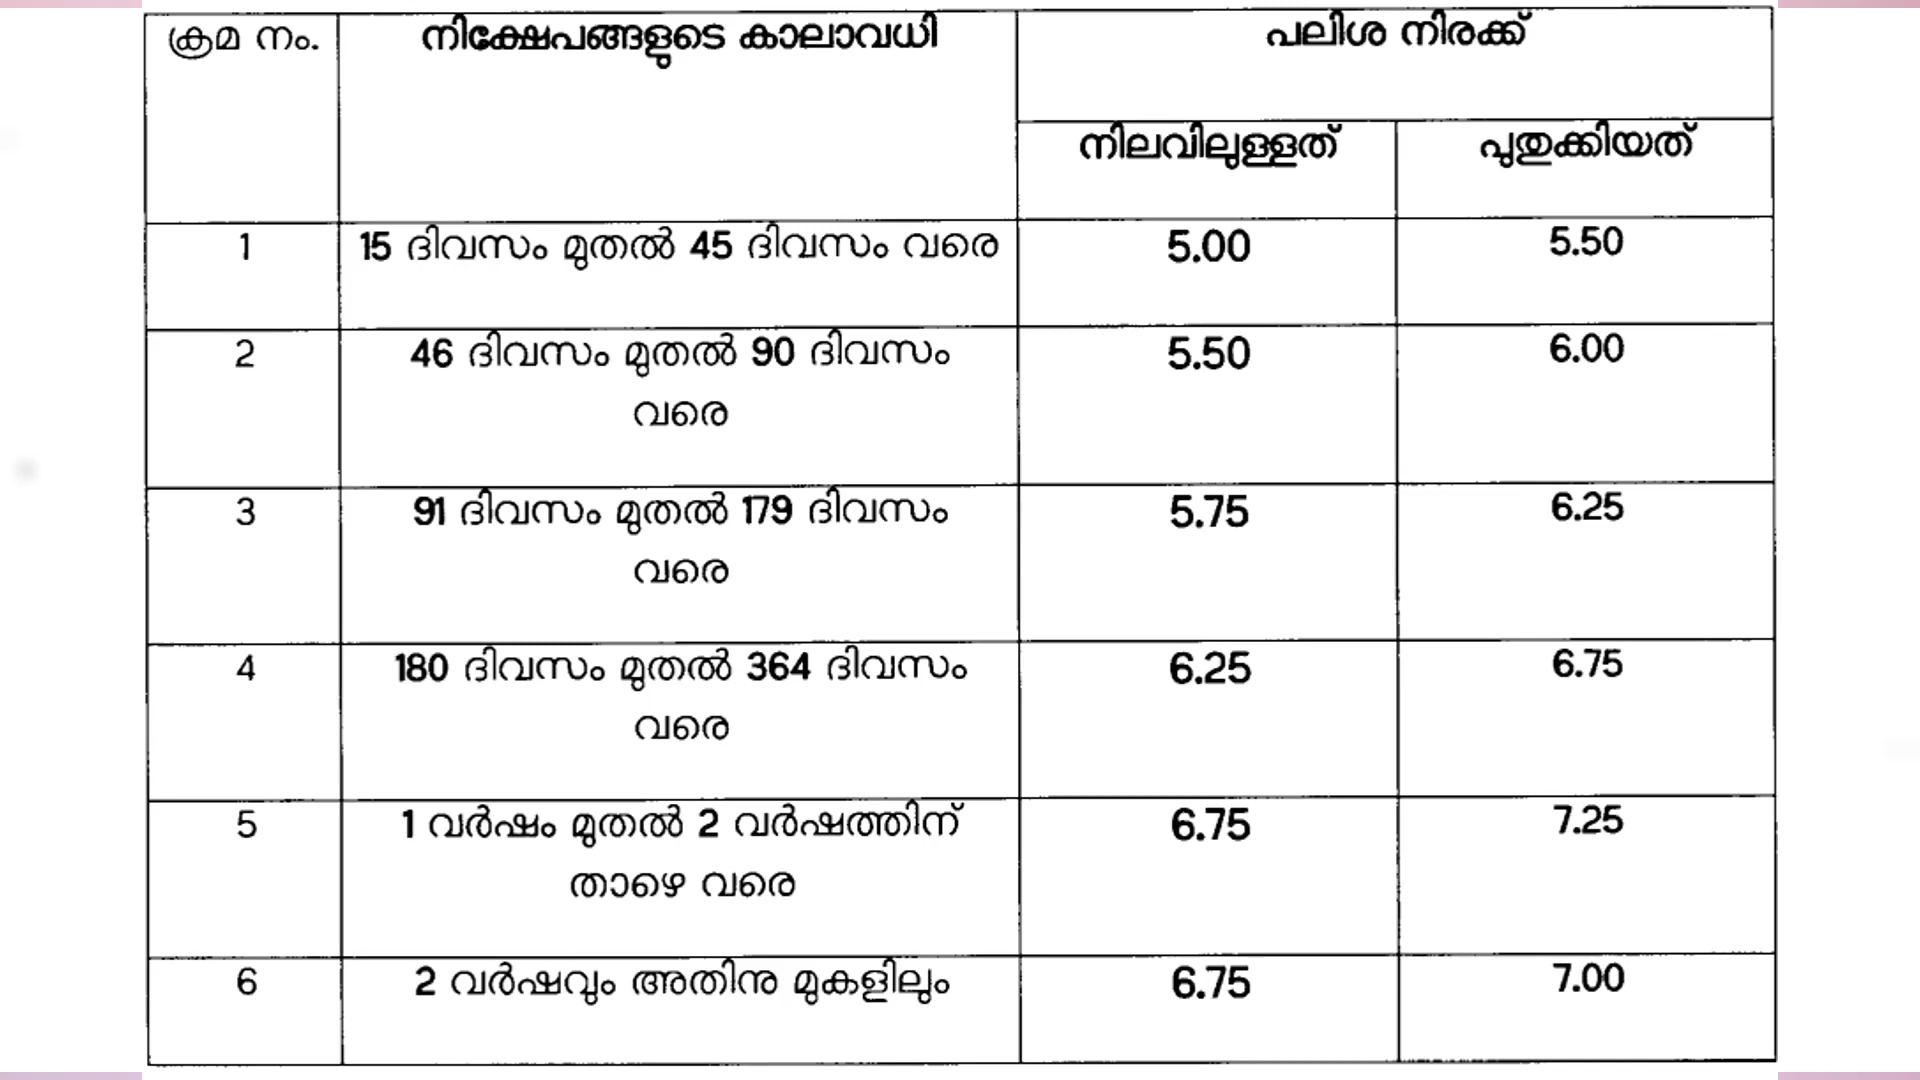 ക്രമ നം.
നിക്ഷേപങ്ങളുടെ കാലാവധി
പലിശ നിരക്ക്
നിലവിലുള്ളത്
പുതുക്കിയത്
1
15 ദിവസം മുതൽ 45 ദിവസം വരെ
5.00
5.50
2
46 ദിവസം മുതൽ 90 ദിവസം
വരെ
5.50
6.00
3
91 ദിവസം മുതൽ 179 ദിവസം
വരെ
5.75
6.25
4
180 ദിവസം മുതൽ 364 ദിവസം
വരെ
6.25
6.75
5
1 വർഷം മുതൽ 2 വർഷത്തിന്
താഴെ വരെ
6.75
7.25
6
2 വർഷവും അതിനു മുകളിലും
6.75
7.00